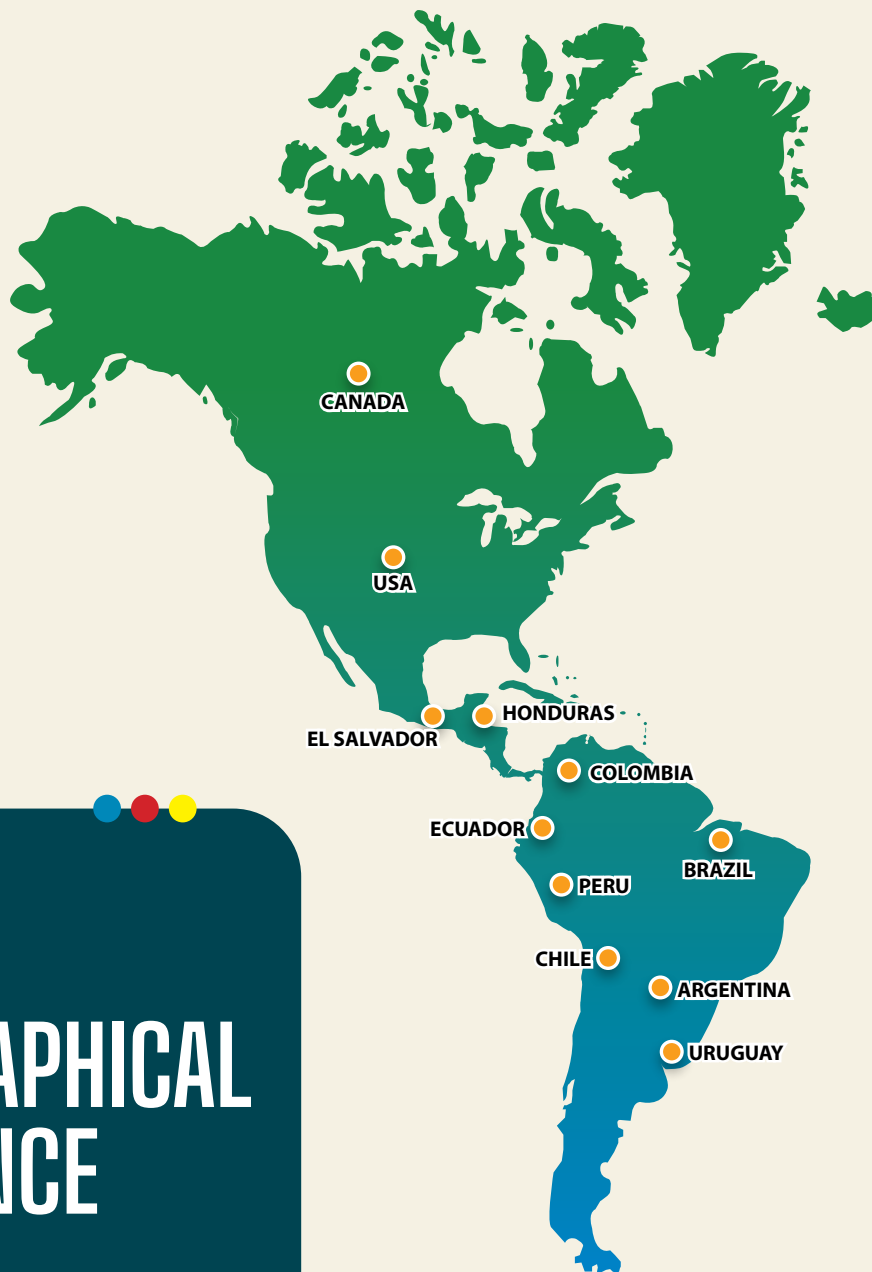 CANADA
USA
HONDURAS
EL SALVADOR
COLOMBIA
ECUADOR
BRAZIL
PERU
CHILE
ARGENTINA
URUGUAY
APHICAL
NCE